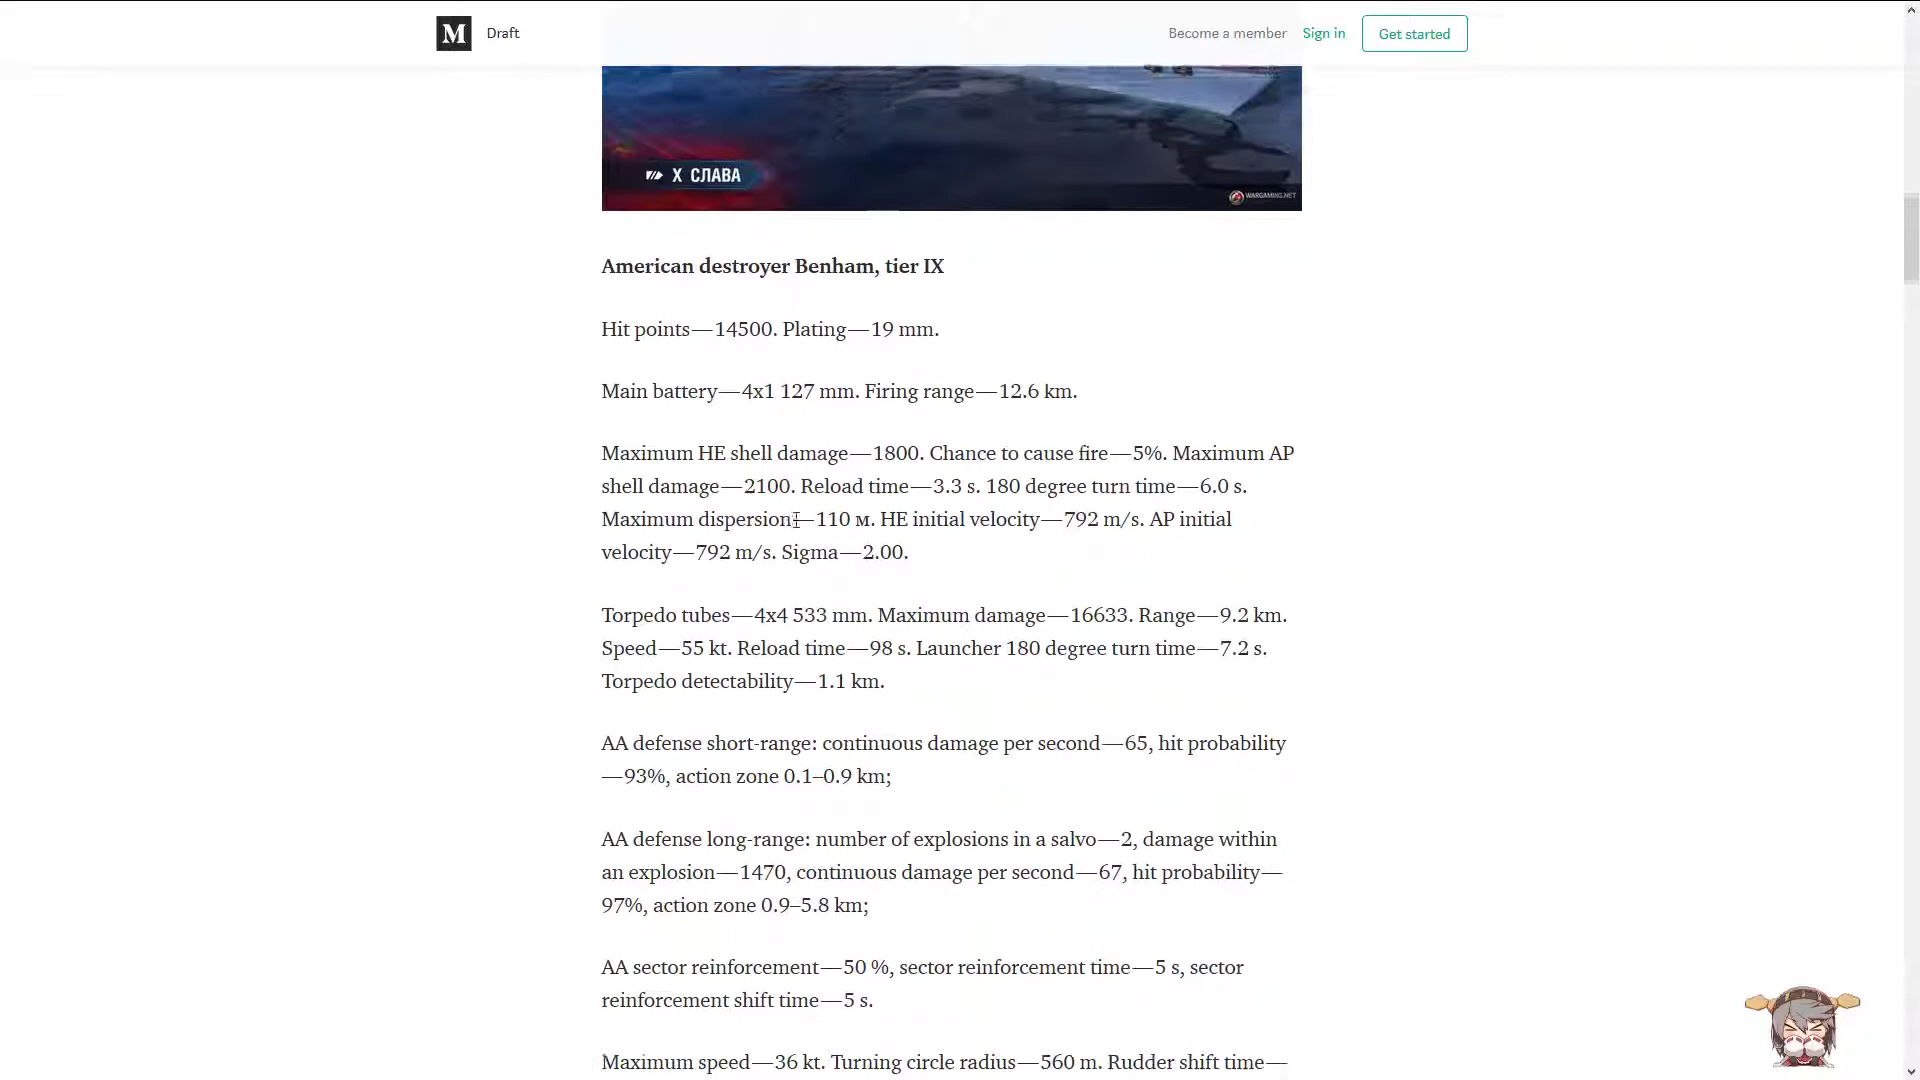 M Draft
Become a member Sign in Get started
X СЛАВА
WARGAMING.NET
American destroyer Benham, tier IX
Hit points—14500. Plating—19 mm.
Main battery—4x1 127 mm. Firing range—12.6 km.
Maximum HE shell damage—1800. Chance to cause fire—5%. Maximum AP
shell damage—2100. Reload time—3.3 s. 180 degree turn time—6.0 s.
Maximum dispersion—110 м. HE initial velocity—792 m/s. AP initial
velocity—792 m/s. Sigma—2.00.
Torpedo tubes—4x4 533 mm. Maximum damage—16633. Range—9.2 km.
Speed—55 kt. Reload time—98 s. Launcher 180 degree turn time—7.2 s.
Torpedo detectability—1.1 km.
AA defense short-range: continuous damage per second—65, hit probability
—93%, action zone 0.1–0.9 km;
AA defense long-range: number of explosions in a salvo—2, damage within
an explosion—1470, continuous damage per second—67, hit probability—
97%, action zone 0.9–5.8 km;
AA sector reinforcement—50 %, sector reinforcement time—5 s, sector
reinforcement shift time—5 s.
Maximum speed—36 kt. Turning circle radius—560 m. Rudder shift time—